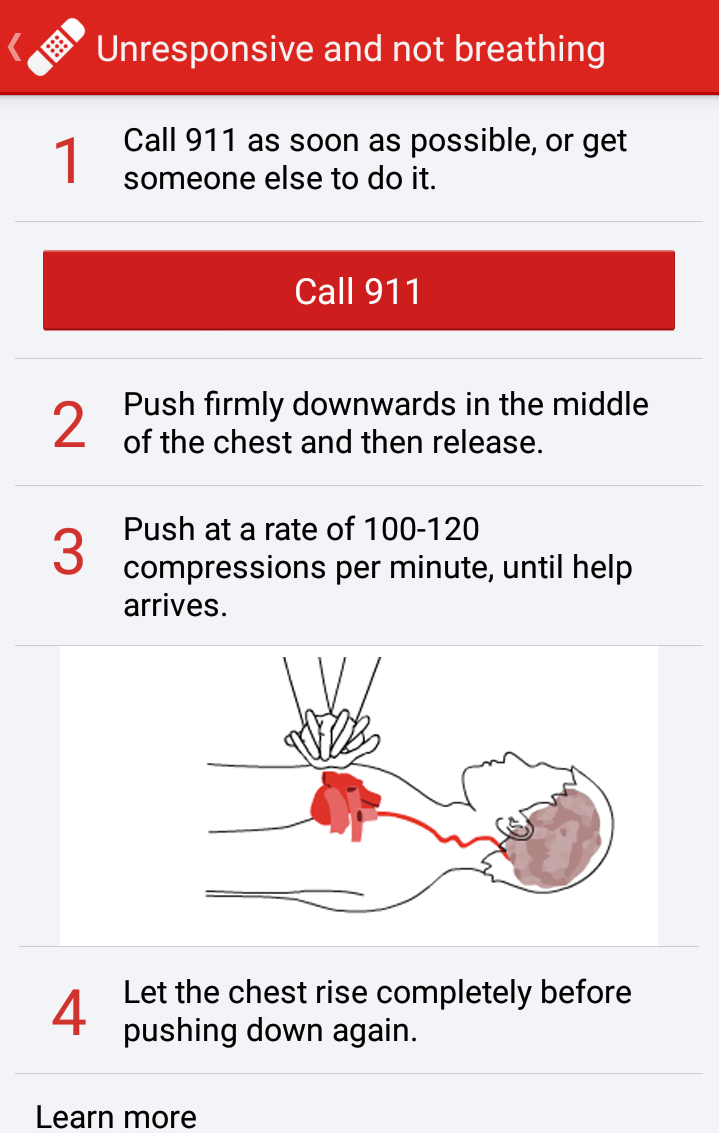 Unresponsive and not breathing
1
Call 911 as soon as possible, or get
someone else to do it.
Call 911
2
Push firmly downwards in the middle
of the chest and then release.
3
Push at a rate of 100-120
compressions per minute, until help
arrives.
4
Let the chest rise completely before
pushing down again.
Learn more